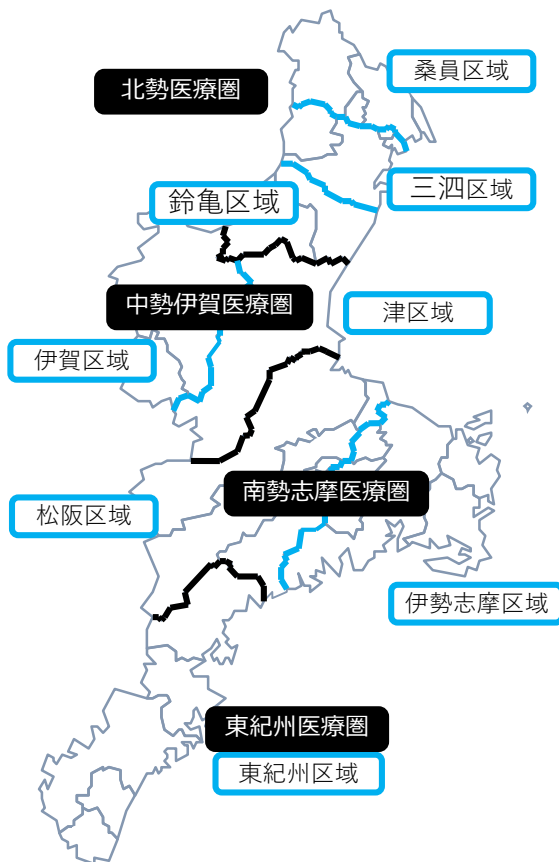 桑員区域
北勢医療圏
三泗区域
鈴亀区域
中勢伊賀医療圏
津区域
伊賀区域
南勢志摩医療圏
松阪区域
伊勢志摩区域
東紀州医療圏
東紀州区域